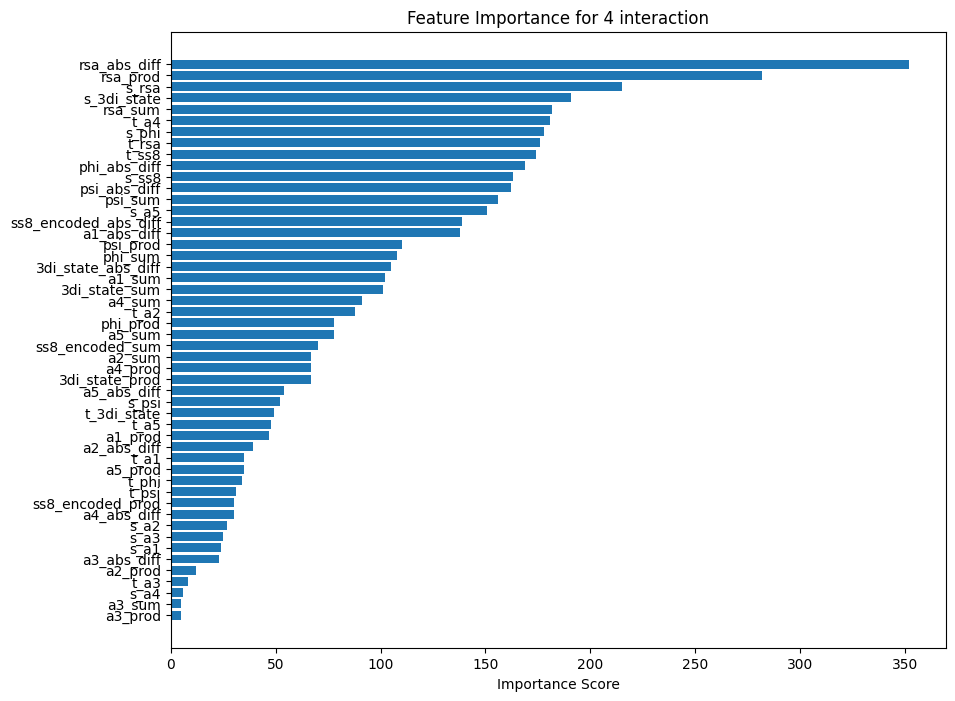 Feature Importance for 4 interaction
rsa_abs_diff
rsa_prod
s_rsa
s_3di_state
rsa_sum
t_a4
s_phi
t_rsa
t_ss8
phi_abs_diff
s_ss8
psi_abs_diff
psi_sum
s_a5
ss8_encoded_abs_diff
a1_abs_diff
psi_prod
phi_sum
3di_state_abs_diff
a1_sum
3di_state_sum
a4_sum
t_a2
phi_prod
a5_sum
ss8_encoded_sum
a2_sum
a4_prod
3di_state_prod
a5_abs_diff
s_psi
t_3di_state
t_a5
a1_prod
a2_abs_diff
t_a1
a5_prod
t_phi
t_psi
ss8_encoded_prod
a4_abs_diff
s_a2
s_a3
s_a1
a3_abs_diff
a2_prod
t_a3
s_a4
a3_sum
a3_prod
0 50 100 150 200 250 300 350
Importance Score